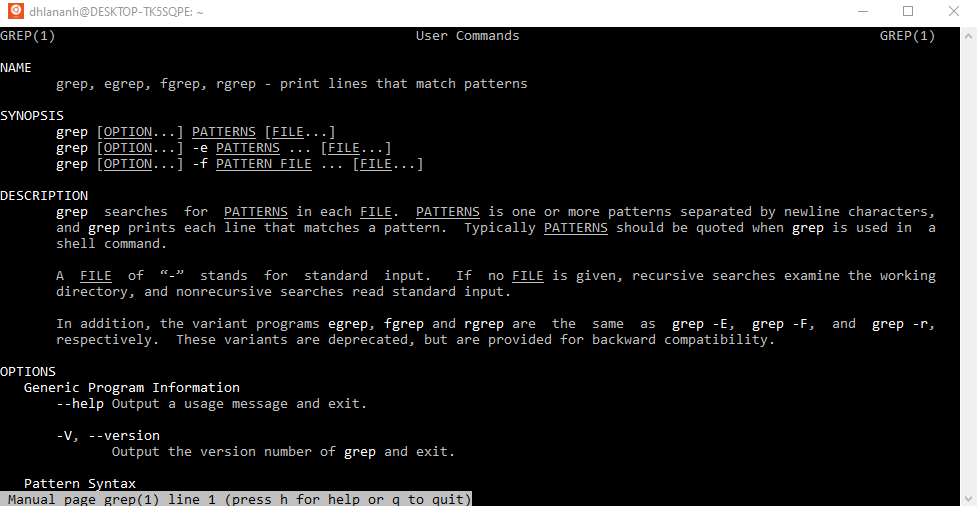 dhlananh@DESKTOP-TK5SQPE: ~
GREP(1) User Commands GREP(1)
NAME
grep, egrep, fgrep, rgrep - print lines that match patterns
SYNOPSIS
grep [OPTION...] PATTERNS [FILE...]
grep [OPTION...] -e PATTERNS ... [FILE...]
grep [OPTION...] -f PATTERN_FILE ... [FILE...]
DESCRIPTION
grep searches for PATTERNS in each FILE. PATTERNS is one or more patterns separated by newline characters,
and grep prints each line that matches a pattern. Typically PATTERNS should be quoted when grep is used in a
shell command.
A FILE of “-” stands for standard input. If no FILE is given, recursive searches examine the working
directory, and nonrecursive searches read standard input.
In addition, the variant programs egrep, fgrep and rgrep are the same as grep -E, grep -F, and grep -r,
respectively. These variants are deprecated, but are provided for backward compatibility.
OPTIONS
Generic Program Information
--help Output a usage message and exit.
-V, --version
Output the version number of grep and exit.
Pattern Syntax
Manual page grep(1) line 1 (press h for help or q to quit)